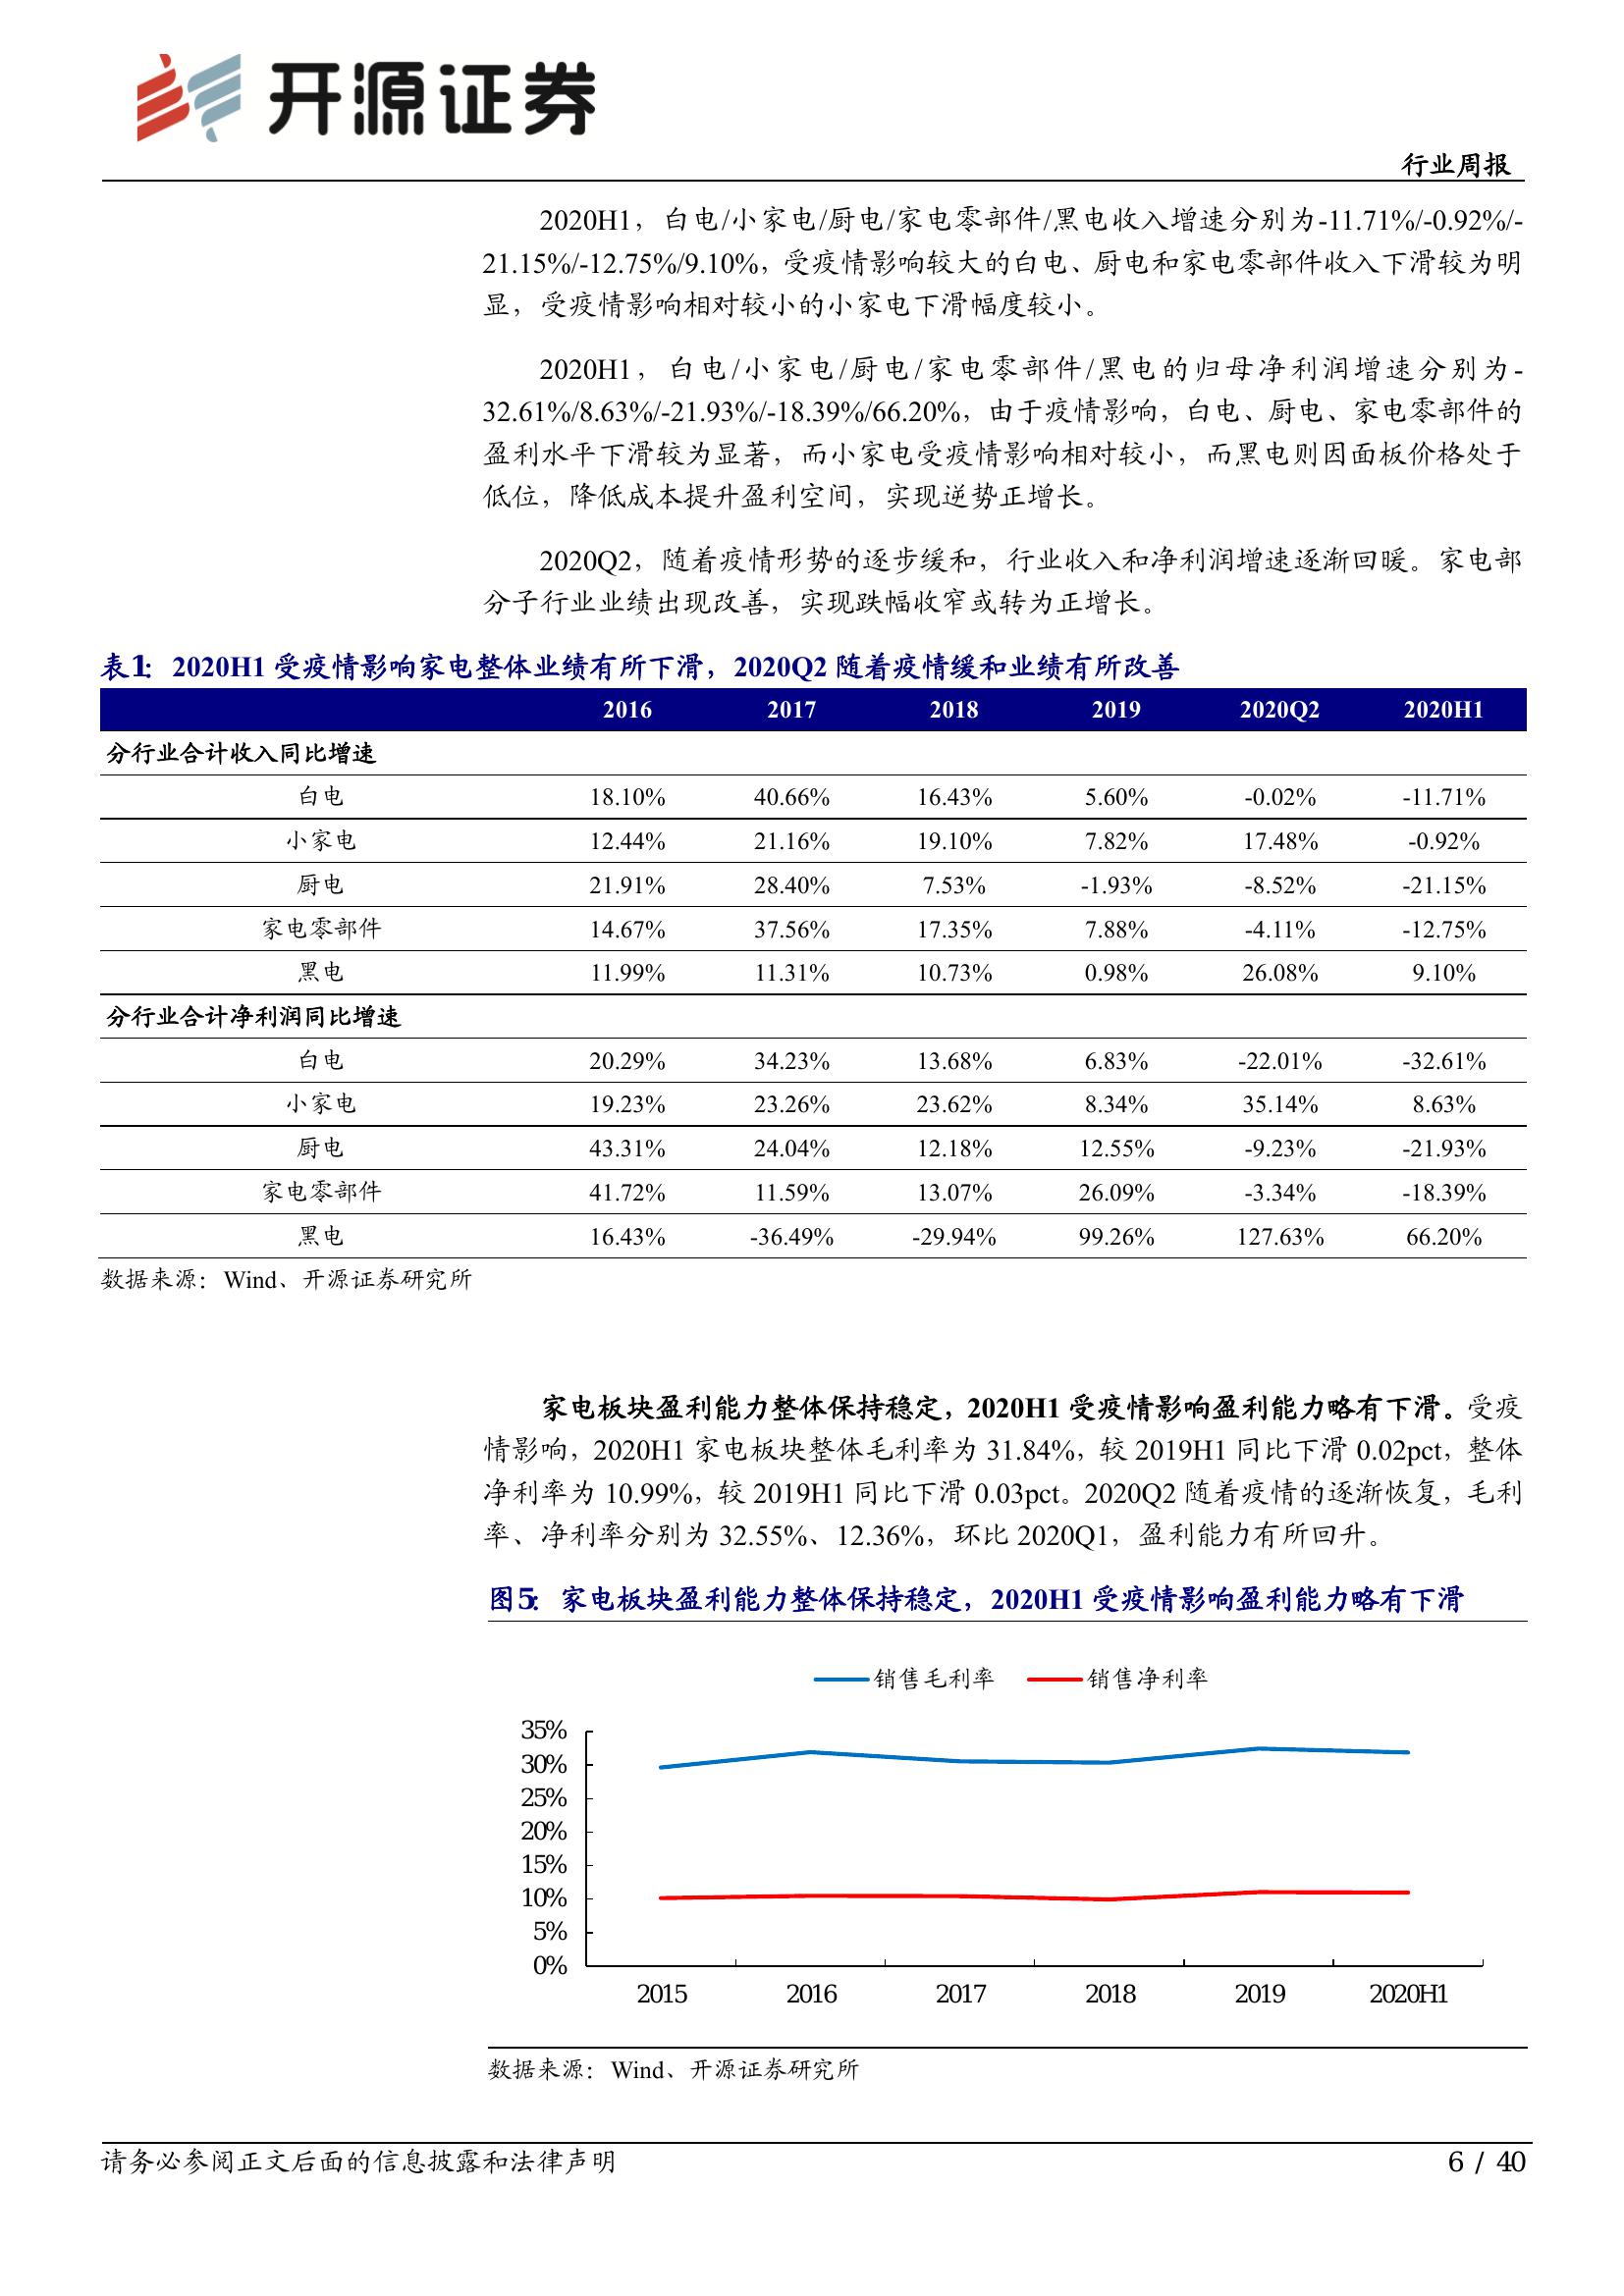 开源证券
行业周报
2020H1，白电/小家电/厨电/家电零部件/黑电收入增速分别为-11.71%/-0.92%/-
21.15%/-12.75%/9.10%，受疫情影响较大的白电、厨电和家电零部件收入下滑较为明
显，受疫情影响相对较小的小家电下滑幅度较小。
2020H1，白电/小家电/厨电/家电零部件/黑电的归母净利润增速分别为-
32.61%/8.63%/-21.93%/-18.39%/66.20%，由于疫情影响，白电、厨电、家电零部件的
盈利水平下滑较为显著，而小家电受疫情影响相对较小，而黑电则因面板价格处于
低位，降低成本提升盈利空间，实现逆势正增长。
2020Q2，随着疫情形势的逐步缓和，行业收入和净利润增速逐渐回暖。家电部
分子行业业绩出现改善，实现跌幅收窄或转为正增长。
表1：2020H1 受疫情影响家电整体业绩有所下滑，2020Q2 随着疫情缓和业绩有所改善
2016 2017 2018 2019 2020Q2 2020H1
分行业合计收入同比增速
白电 18.10% 40.66% 16.43% 5.60% -0.02% -11.71%
小家电 12.44% 21.16% 19.10% 7.82% 17.48% -0.92%
厨电 21.91% 28.40% 7.53% -1.93% -8.52% -21.15%
家电零部件 14.67% 37.56% 17.35% 7.88% -4.11% -12.75%
黑电 11.99% 11.31% 10.73% 0.98% 26.08% 9.10%
分行业合计净利润同比增速
白电 20.29% 34.23% 13.68% 6.83% -22.01% -32.61%
小家电 19.23% 23.26% 23.62% 8.34% 35.14% 8.63%
厨电 43.31% 24.04% 12.18% 12.55% -9.23% -21.93%
家电零部件 41.72% 11.59% 13.07% 26.09% -3.34% -18.39%
黑电 16.43% -36.49% -29.94% 99.26% 127.63% 66.20%
数据来源：Wind、开源证券研究所
家电板块盈利能力整体保持稳定，2020H1 受疫情影响盈利能力略有下滑。受疫
情影响，2020H1 家电板块整体毛利率为 31.84%，较 2019H1 同比下滑 0.02pct，整体
净利率为 10.99%，较 2019H1 同比下滑 0.03pct。2020Q2 随着疫情的逐渐恢复，毛利
率、净利率分别为 32.55%、12.36%，环比 2020Q1，盈利能力有所回升。
图5：家电板块盈利能力整体保持稳定，2020H1 受疫情影响盈利能力略有下滑
销售毛利率 销售净利率
35%
30%
25%
20%
15%
10%
5%
0%
2015 2016 2017 2018 2019 2020H1
数据来源：Wind、开源证券研究所
请务必参阅正文后面的信息披露和法律声明 6 / 40